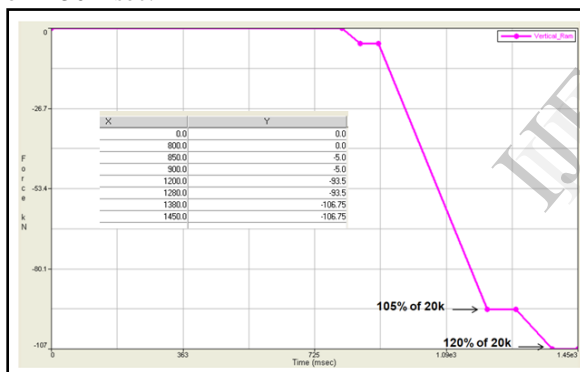 Vertical_Ram
0
-26.7
-53.4
-80.1
-107
Force kN
X Y
0.0 0.0
800.0 0.0
850.0 -5.0
900.0 -5.0
1200.0 -93.5
1280.0 -93.5
1380.0 -106.75
1450.0 -106.75
105% of 20k
120% of 20k
0 363 725 1.09e3 1.45e3
Time (msec)